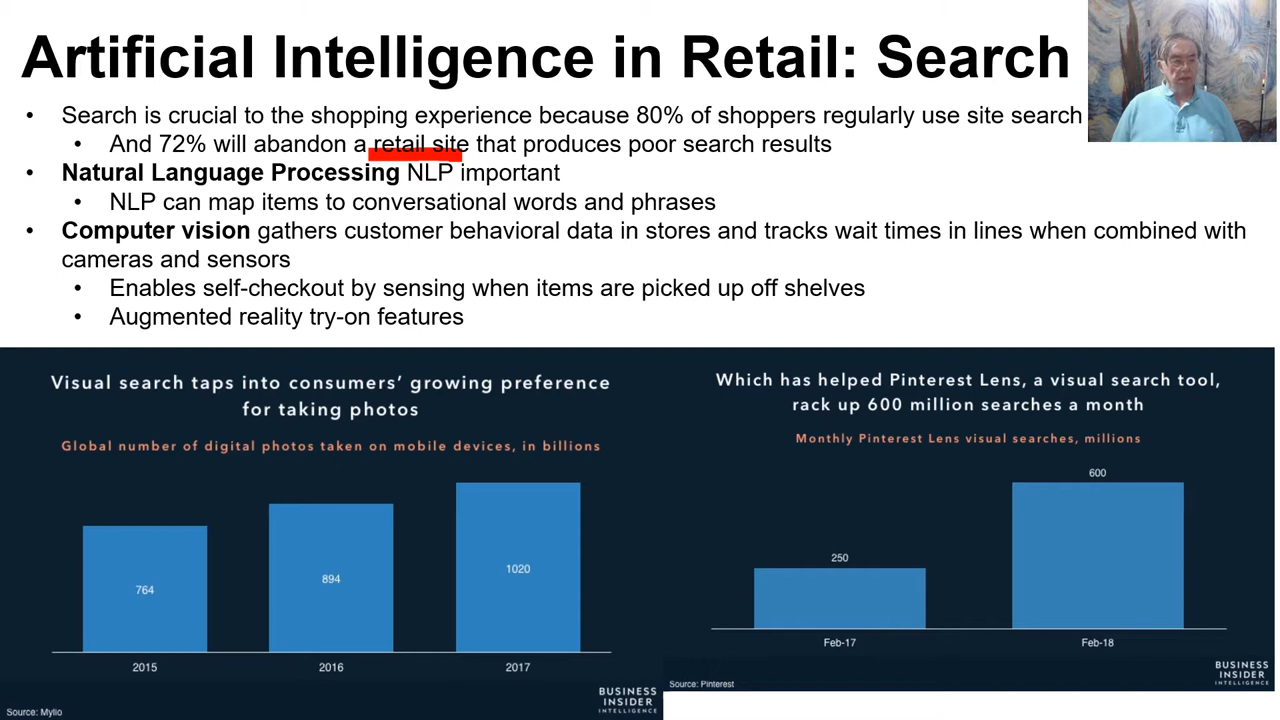 Artificial Intelligence in Retail: Search
• Search is crucial to the shopping experience because 80% of shoppers regularly use site search
• And 72% will abandon a retail site that produces poor search results
• Natural Language Processing NLP important
• NLP can map items to conversational words and phrases
• Computer vision gathers customer behavioral data in stores and tracks wait times in lines when combined with
cameras and sensors
• Enables self-checkout by sensing when items are picked up off shelves
• Augmented reality try-on features
Visual search taps into consumers’ growing preference
for taking photos
Global number of digital photos taken on mobile devices, in billions
764
894
1020
2015
2016
2017
Source: Mylio
BUSINESS
INSIDER
INTELLIGENCE
Which has helped Pinterest Lens, a visual search tool,
rack up 600 million searches a month
Monthly Pinterest Lens visual searches, millions
250
600
Feb-17
Feb-18
Source: Pinterest
BUSINESS
INSIDER
INTELLIGENCE